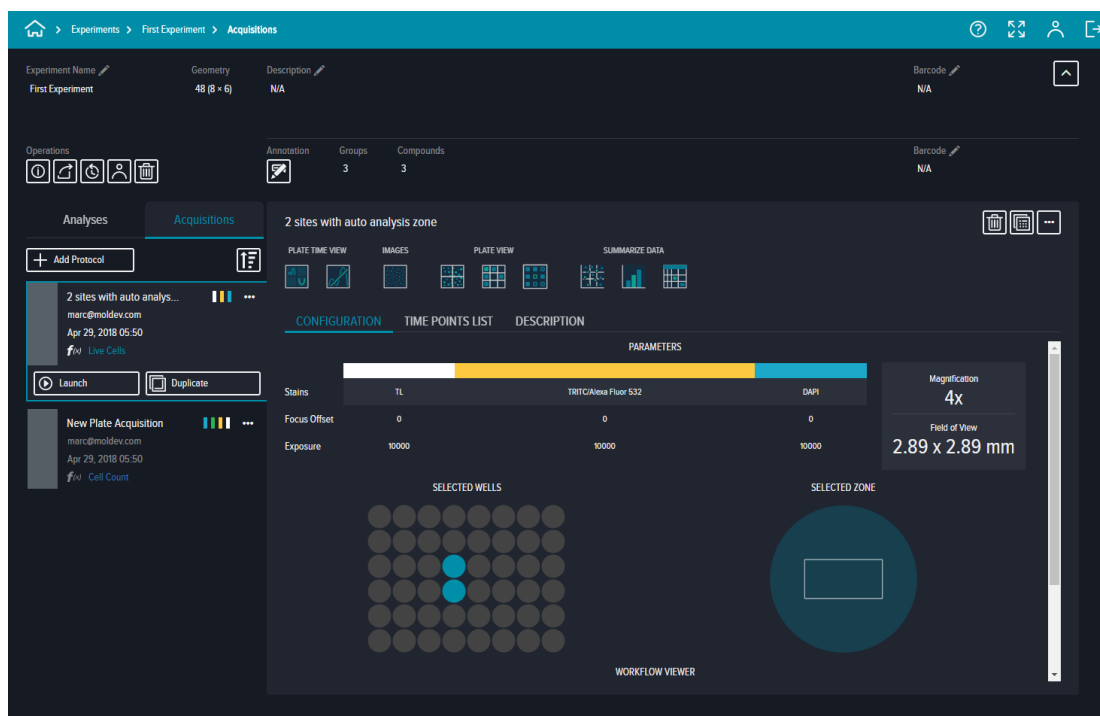 > Experiments > First Experiment > Acquisitions
Experiment Name Geometry Description Barcode
First Experiment 48 (8 × 6) N/A N/A
Operations Annotation Groups Compounds Barcode
3 3 N/A
Analyses Acquisitions
+ Add Protocol
2 sites with auto analys... •••
marc@moldev.com
Apr 29, 2018 05:50
f(x) Live Cells
Launch Duplicate
New Plate Acquisition •••
marc@moldev.com
Apr 29, 2018 05:50
f(x) Cell Count
2 sites with auto analysis zone
PLATE TIME VIEW IMAGES PLATE VIEW SUMMARIZE DATA
CONFIGURATION TIME POINTS LIST DESCRIPTION
PARAMETERS
Stains TL TRITC/Alexa Fluor 532 DAPI
Focus Offset 0 0 0
Exposure 10000 10000 10000
Magnification
4x
Field of View
2.89 x 2.89 mm
SELECTED WELLS SELECTED ZONE
WORKFLOW VIEWER